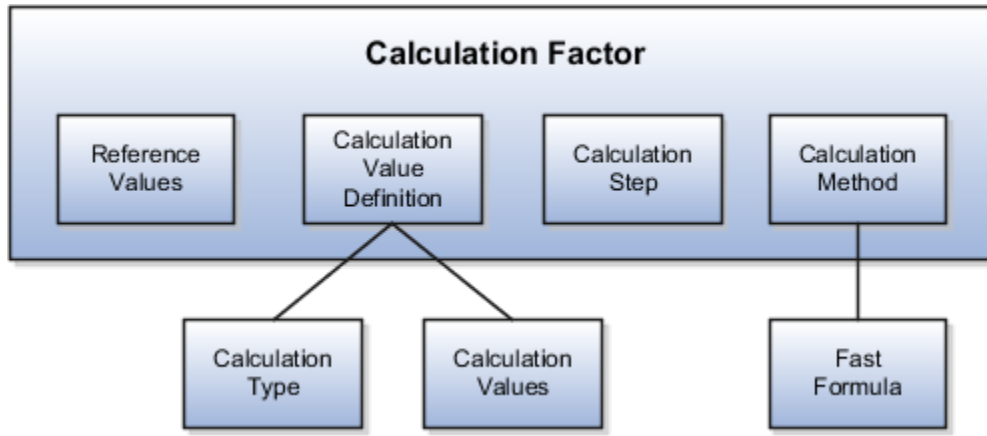 Calculation Factor
Reference
Values
Calculation
Value
Definition
Calculation
Step
Calculation
Method
Calculation
Type
Calculation
Values
Fast
Formula